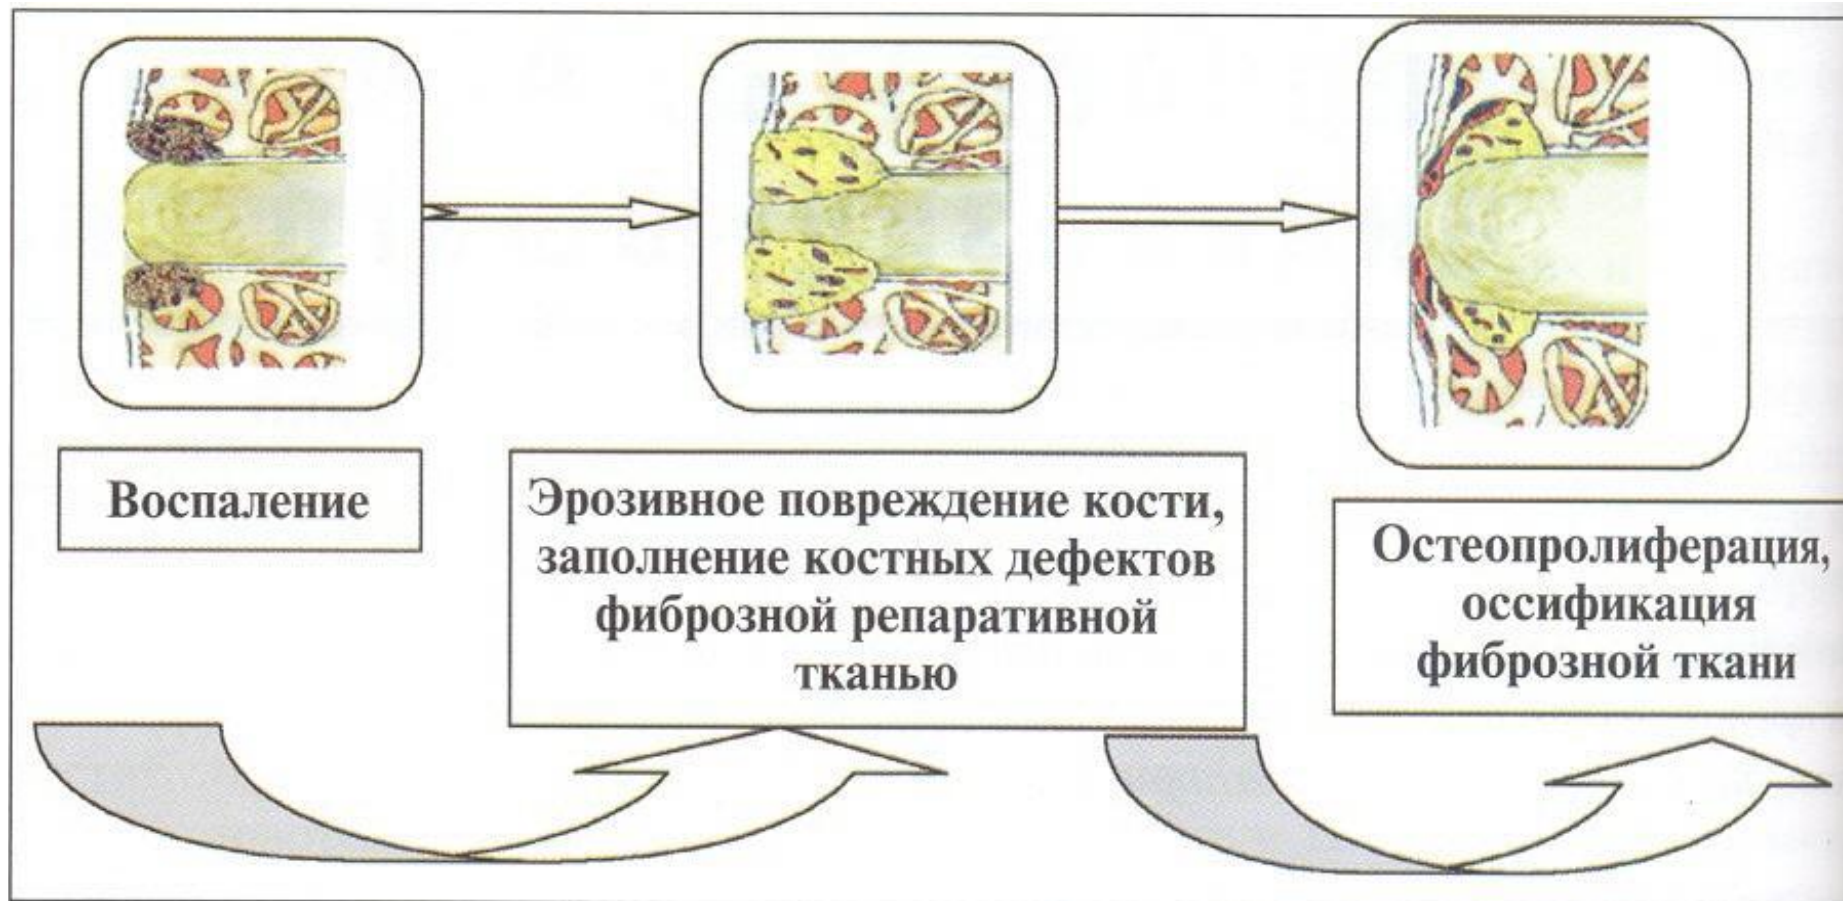 Воспаление
Эрозивное повреждение кости,
заполнение костных дефектов
фиброзной репаративной
тканью
Остеопролиферация,
оссификация
фиброзной ткани